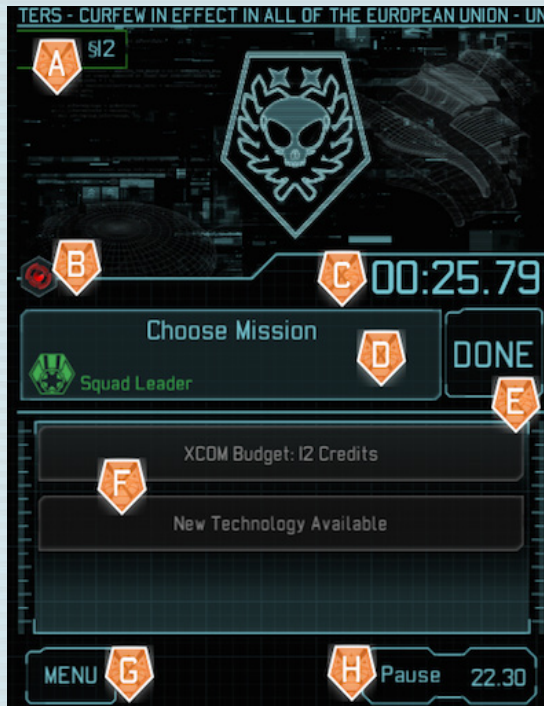 TERS - CURFEW IN EFFECT IN ALL OF THE EUROPEAN UNION - UN
A §12
B
C 00:25.79
Choose Mission
D
DONE
Squad Leader
E
XCOM Budget: 12 Credits
F
New Technology Available
MENU G H Pause 22.30